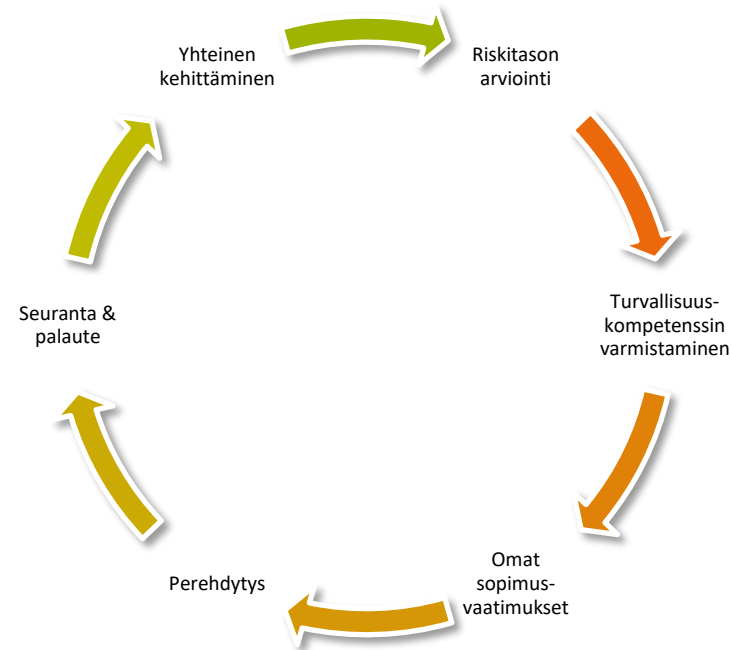 Yhteinen
kehittäminen
Riskitason
arviointi
Turvallisuus-
kompetenssin
varmistaminen
Omat
sopimus-
vaatimukset
Perehdytys
Seuranta &
palaute